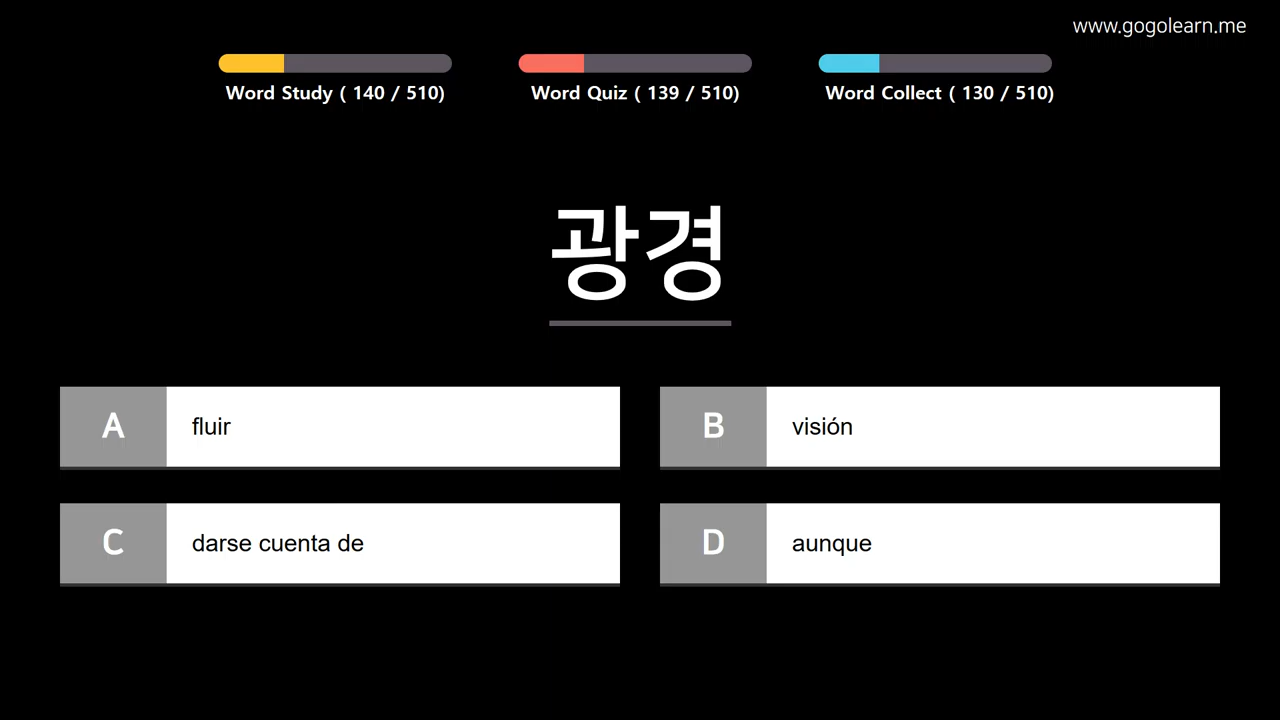 www.gogolearn.me
Word Study ( 140 / 510)
Word Quiz ( 139 / 510)
Word Collect ( 130 / 510)
광경
A fluir
B visión
C darse cuenta de
D aunque